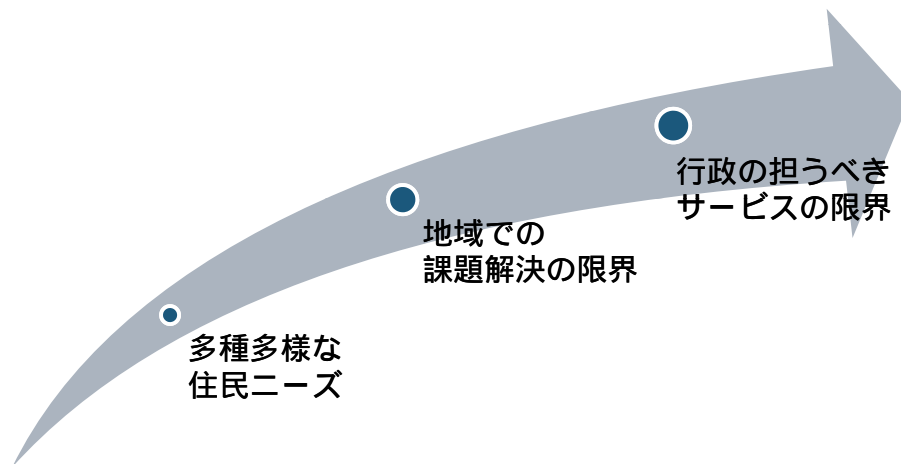 行政の担うべき
サービスの限界
地域での
課題解決の限界
多種多様な
住民ニーズ